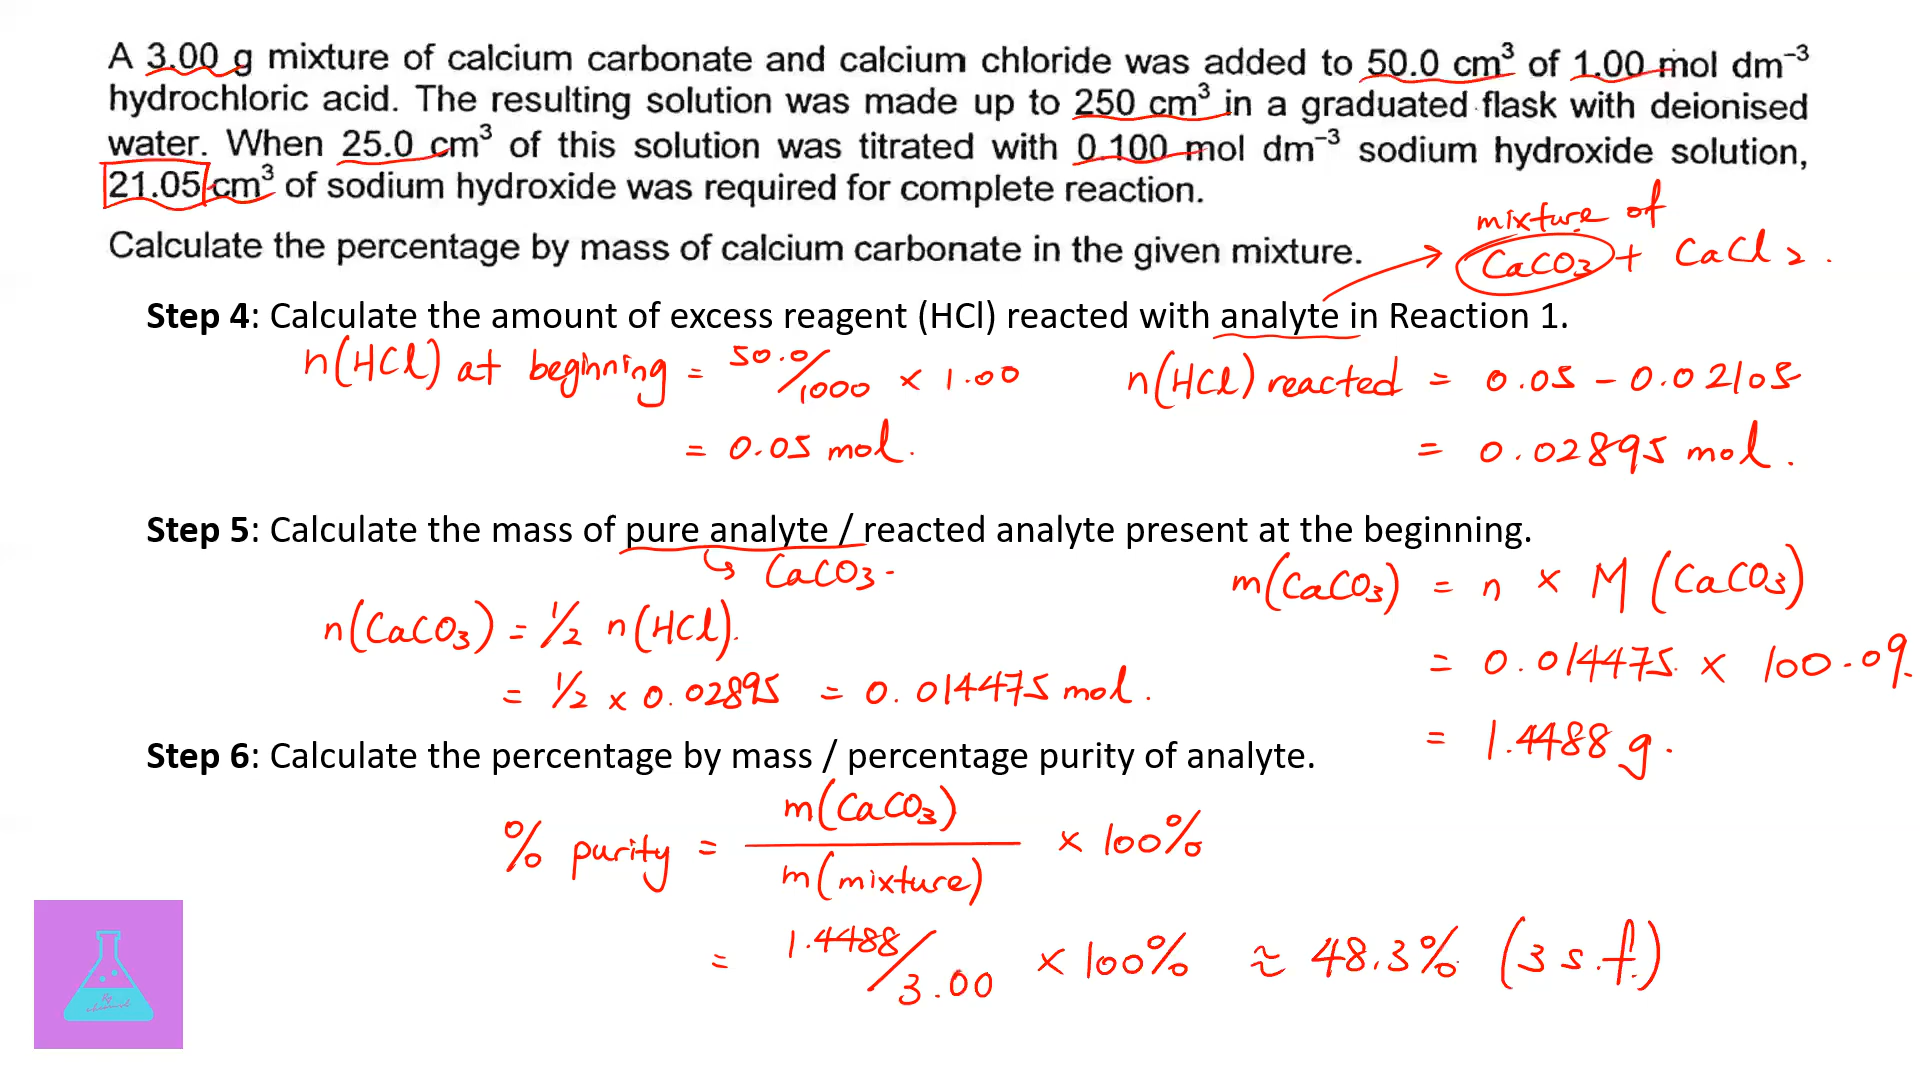 A 3.00 g mixture of calcium carbonate and calcium chloride was added to 50.0 cm³ of 1.00 mol dm⁻³
hydrochloric acid. The resulting solution was made up to 250 cm³ in a graduated flask with deionised
water. When 25.0 cm³ of this solution was titrated with 0.100 mol dm⁻³ sodium hydroxide solution,
21.05 cm³ of sodium hydroxide was required for complete reaction.
mixture of
Calculate the percentage by mass of calcium carbonate in the given mixture. → CaCO₃ + CaCl₂.
Step 4: Calculate the amount of excess reagent (HCl) reacted with analyte in Reaction 1.
n(HCl) at beginning = 50.0/1000 × 1.00
= 0.05 mol.
n(HCl) reacted = 0.05 - 0.02105
= 0.02895 mol.
Step 5: Calculate the mass of pure analyte / reacted analyte present at the beginning.
↳ CaCO₃.
n(CaCO₃) = 1/2 n(HCl).
= 1/2 × 0.02895 = 0.014475 mol.
m(CaCO₃) = n × M (CaCO₃)
= 0.014475 × 100.09.
= 1.4488 g.
Step 6: Calculate the percentage by mass / percentage purity of analyte.
% purity = m(CaCO₃) / m(mixture) × 100%
= 1.4488/3.00 × 100% ≈ 48.3% (3 s.f.)